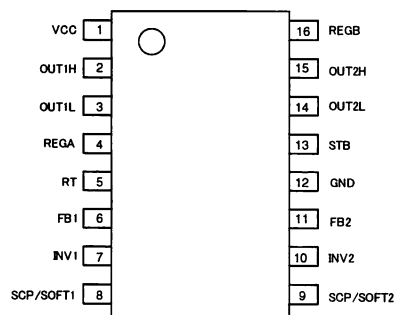 VCC 1 16 REGB
OUT1H 2 15 OUT2H
OUT1L 3 14 OUT2L
REGA 4 13 STB
RT 5 12 GND
FB1 6 11 FB2
INV1 7 10 INV2
SCP/SOFT1 8 9 SCP/SOFT2